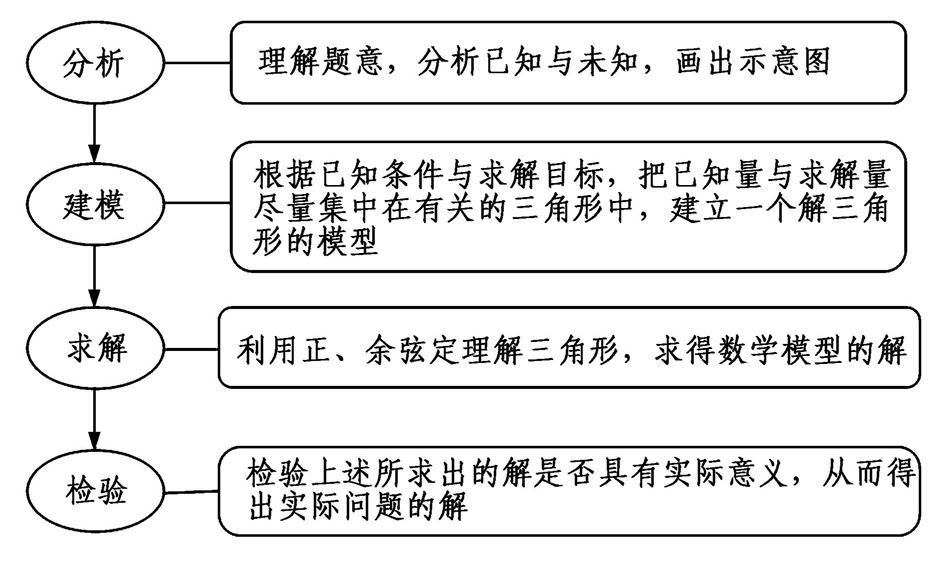 分析
理解题意，分析已知与未知，画出示意图
建模
根据已知条件与求解目标，把已知量与求解量
尽量集中在有关的三角形中，建立一个解三角
形的模型
求解
利用正、余弦定理解三角形，求得数学模型的解
检验
检验上述所求出的解是否具有实际意义，从而得
出实际问题的解